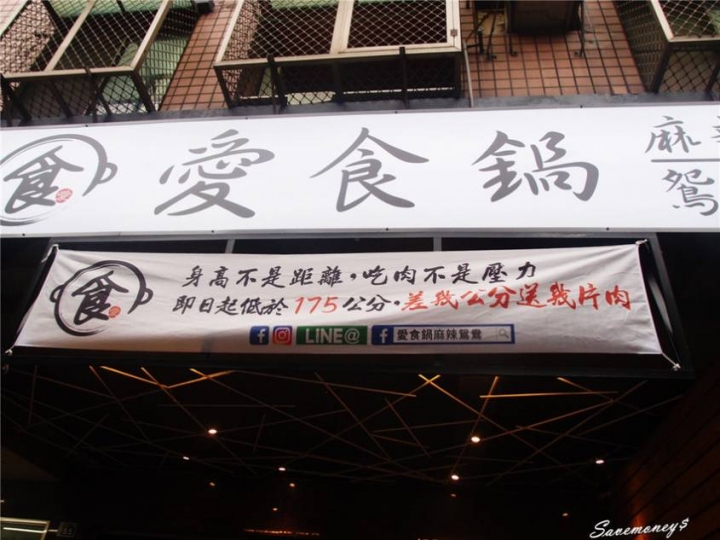 食 愛食鍋 麻
鴛
食
身高不是距離,吃肉不是壓力
即日起低於175公分,差幾公分送幾片肉
LINE@ 愛食鍋麻辣鴛鴦
Savemoney$